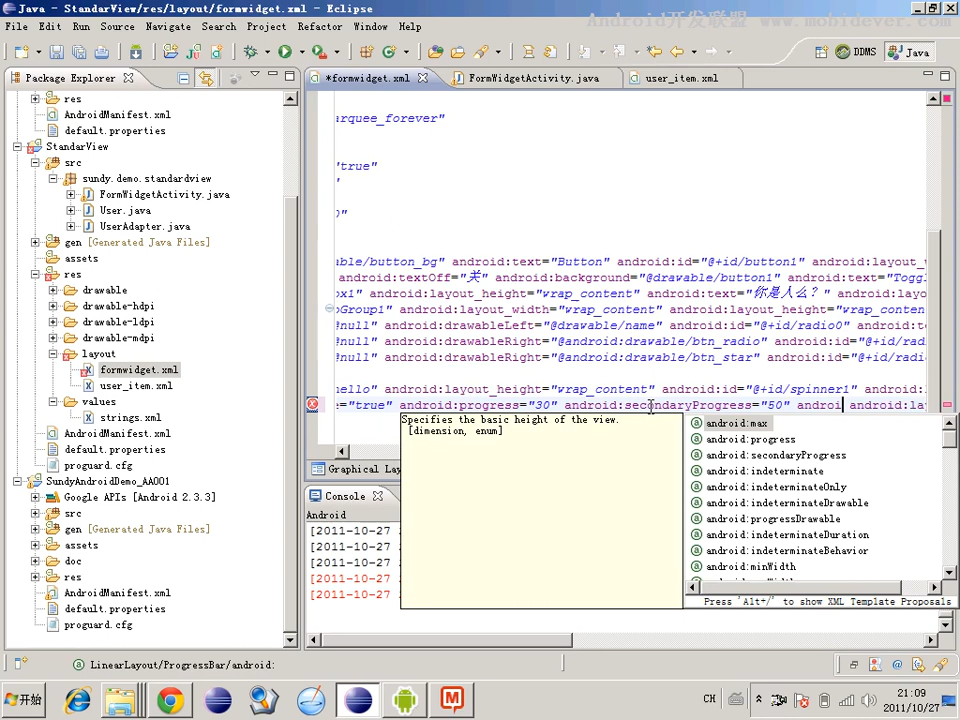 Java - StandarView/res/layout/formwidget.xml - Eclipse
Android开发联盟 www.mobidever.com
File Edit Run Source Navigate Search Project Refactor Window Help
DDMS Java
Package Explorer
*formwidget.xml FormWidgetActivity.java user_item.xml
res
AndroidManifest.xml
default.properties
StandarView
src
sundy.demo.standardview
FormWidgetActivity.java
User.java
UserAdapter.java
gen [Generated Java Files]
assets
res
drawable
drawable-hdpi
drawable-ldpi
drawable-mdpi
layout
formwidget.xml
user_item.xml
values
strings.xml
AndroidManifest.xml
default.properties
proguard.cfg
SundyAndroidDemo_AA001
Google APIs [Android 2.3.3]
src
gen [Generated Java Files]
assets
doc
res
AndroidManifest.xml
default.properties
proguard.cfg
arquee_forever"
"true"
"
0"
able/button_bg" android:text="Button" android:id="@+id/button1" android:layout_w
android:textOff="关" android:background="@drawable/button1" android:text="Toggl
ox1" android:layout_height="wrap_content" android:text="你是人么？" android:lay
oGroup1" android:layout_width="wrap_content" android:layout_height="wrap_conten
@null" android:drawableLeft="@drawable/name" android:id="@+id/radio0" android:te
@null" android:drawableRight="@android:drawable/btn_radio" android:id="@+id/rad
@null" android:drawableRight="@android:drawable/btn_star" android:id="@+id/radi
hello" android:layout_height="wrap_content" android:id="@+id/spinner1" android:l
e="true" android:progress="30" android:secondaryProgress="50" androi android:lay
Specifies the basic height of the view.
[dimension, enum]
android:max
android:progress
android:secondaryProgress
android:indeterminate
android:indeterminateOnly
android:indeterminateDrawable
android:progressDrawable
android:indeterminateDuration
android:indeterminateBehavior
android:minWidth
Press 'Alt+/' to show XML Template Proposals
Graphical Lay
Console
Android
[2011-10-27
[2011-10-27
[2011-10-27
[2011-10-27
[2011-10-27
LinearLayout/ProgressBar/android:
开始
CH
21:09
2011/10/27